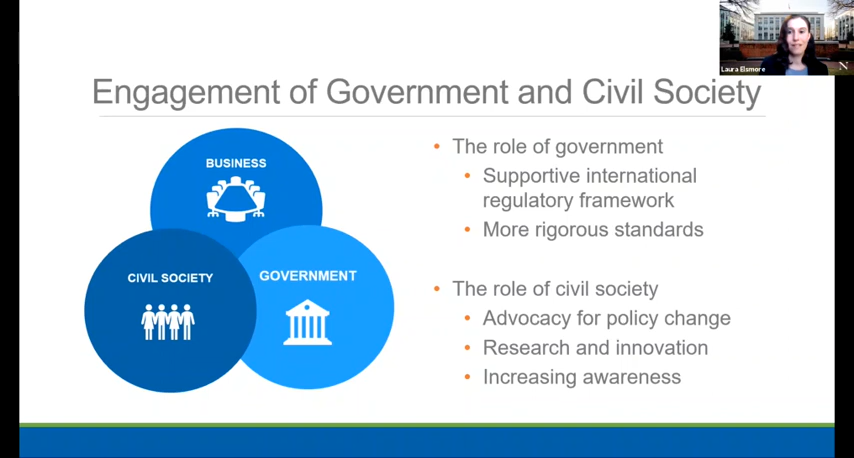 Laura Elsmore
Engagement of Government and Civil Society
BUSINESS
CIVIL SOCIETY
GOVERNMENT
• The role of government
• Supportive international
regulatory framework
• More rigorous standards
• The role of civil society
• Advocacy for policy change
• Research and innovation
• Increasing awareness